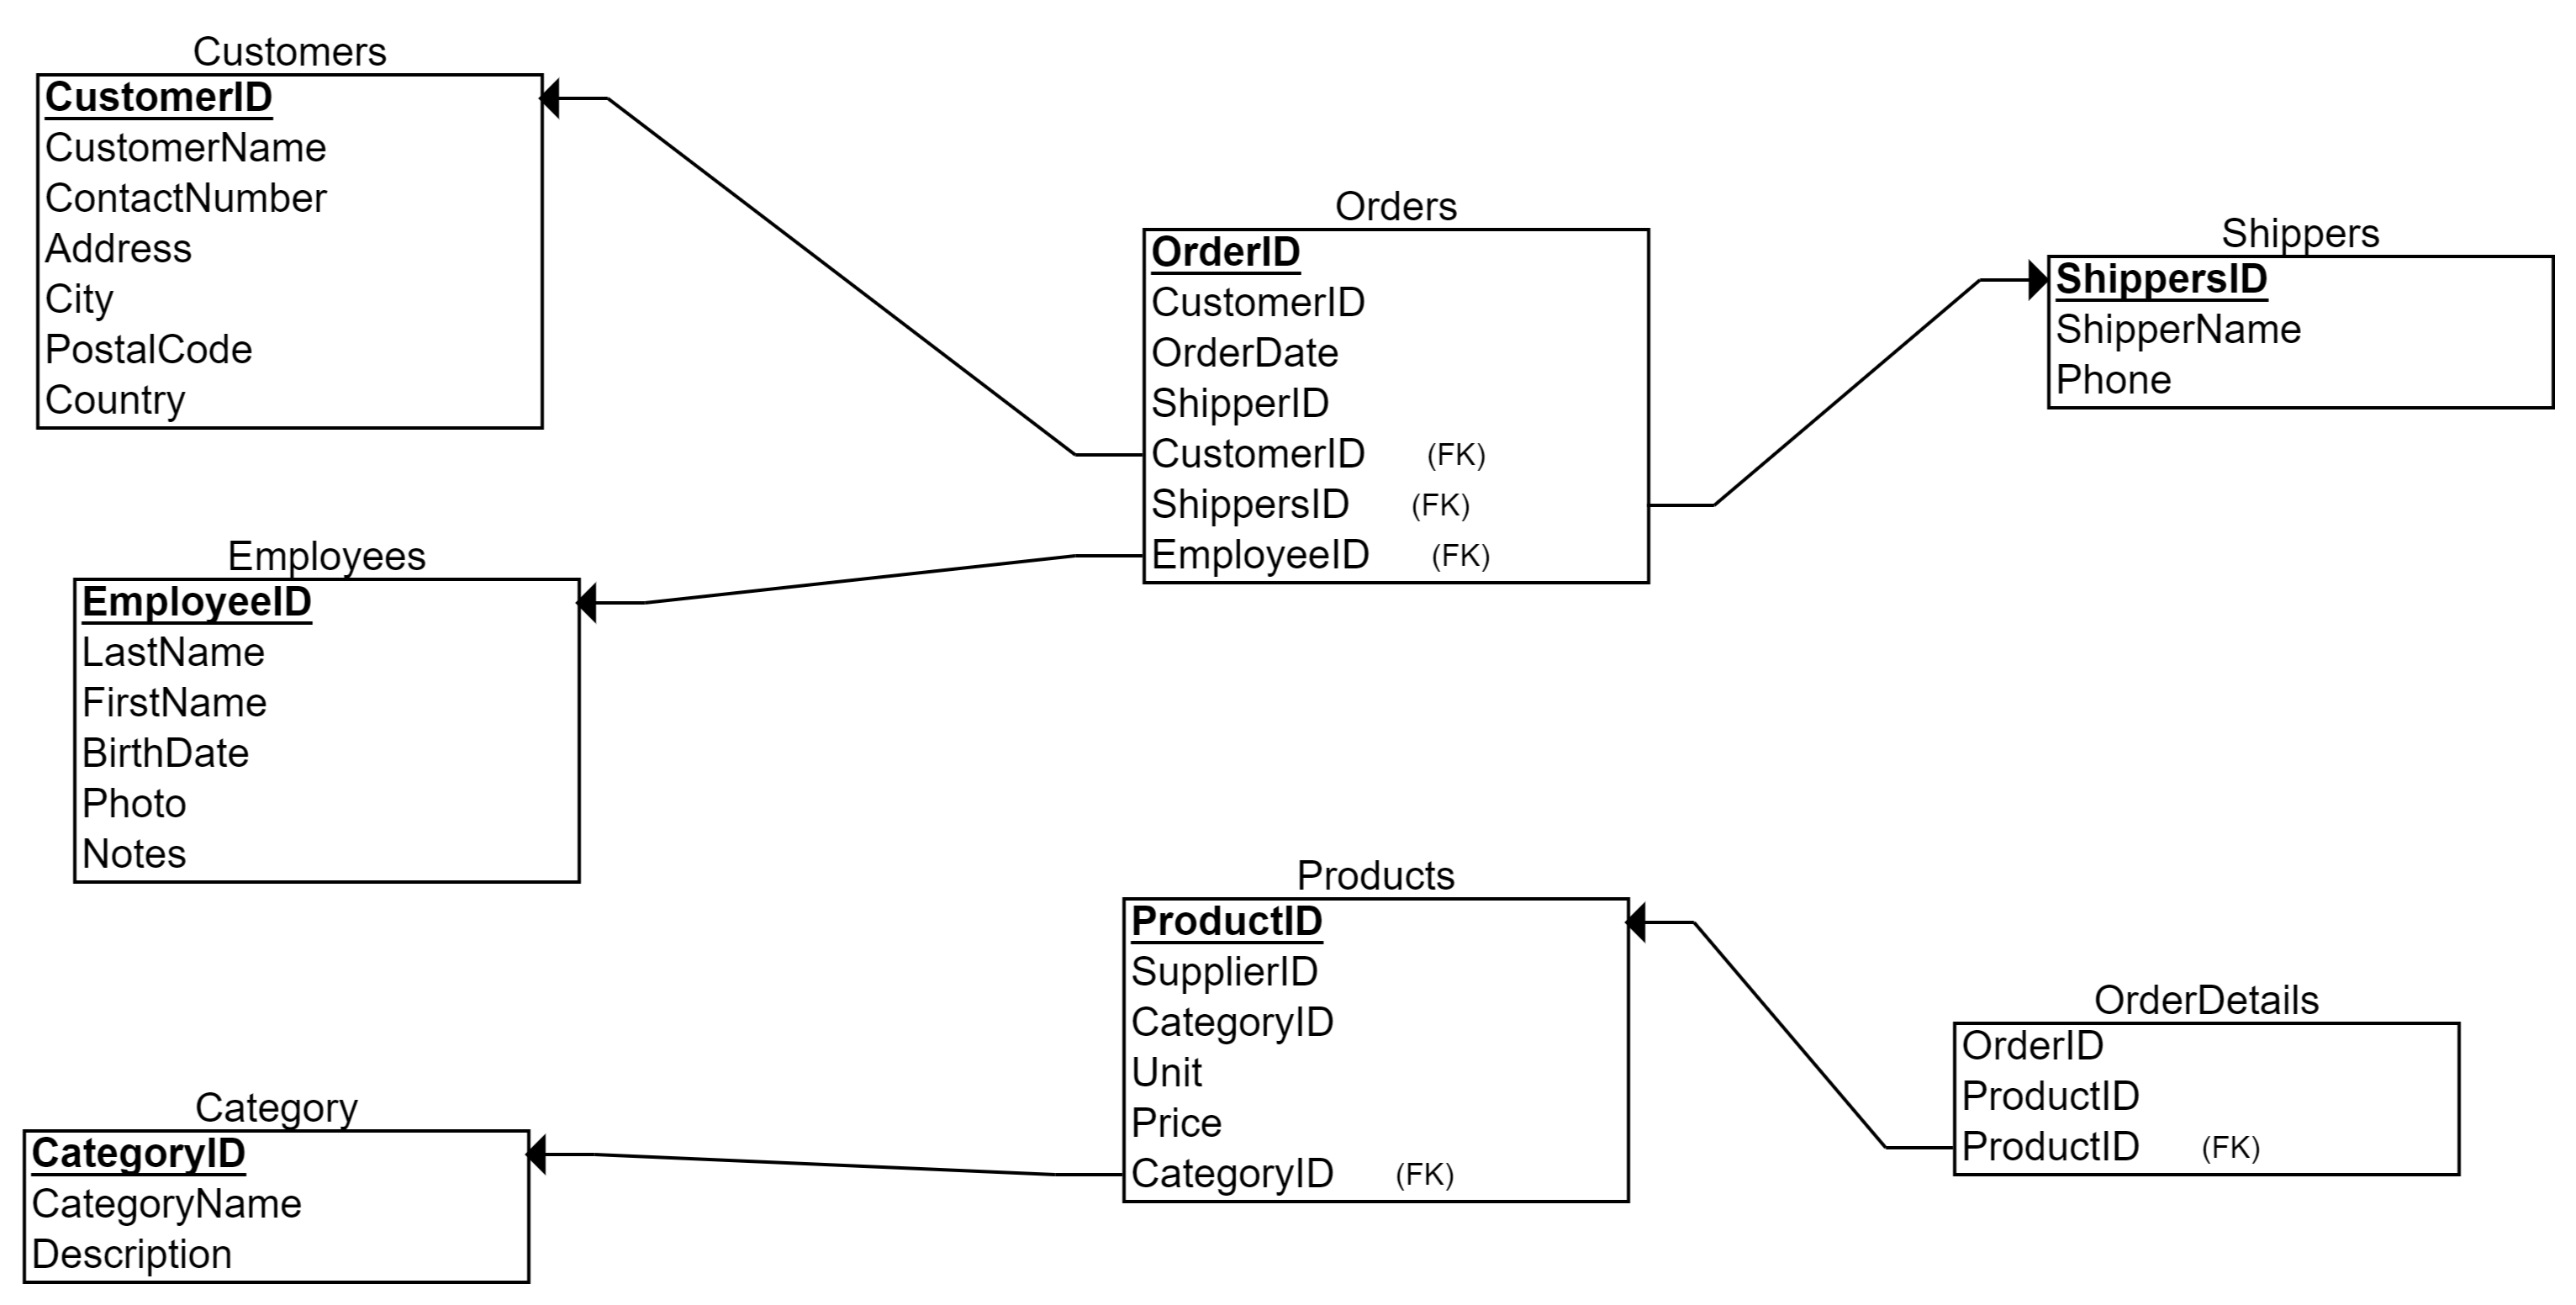 Customers
CustomerID
CustomerName
ContactNumber
Address
City
PostalCode
Country
Orders
OrderID
CustomerID
OrderDate
ShipperID
CustomerID (FK)
ShippersID (FK)
EmployeeID (FK)
Shippers
ShippersID
ShipperName
Phone
Employees
EmployeeID
LastName
FirstName
BirthDate
Photo
Notes
Products
ProductID
SupplierID
CategoryID
Unit
Price
CategoryID (FK)
OrderDetails
OrderID
ProductID
ProductID (FK)
Category
CategoryID
CategoryName
Description